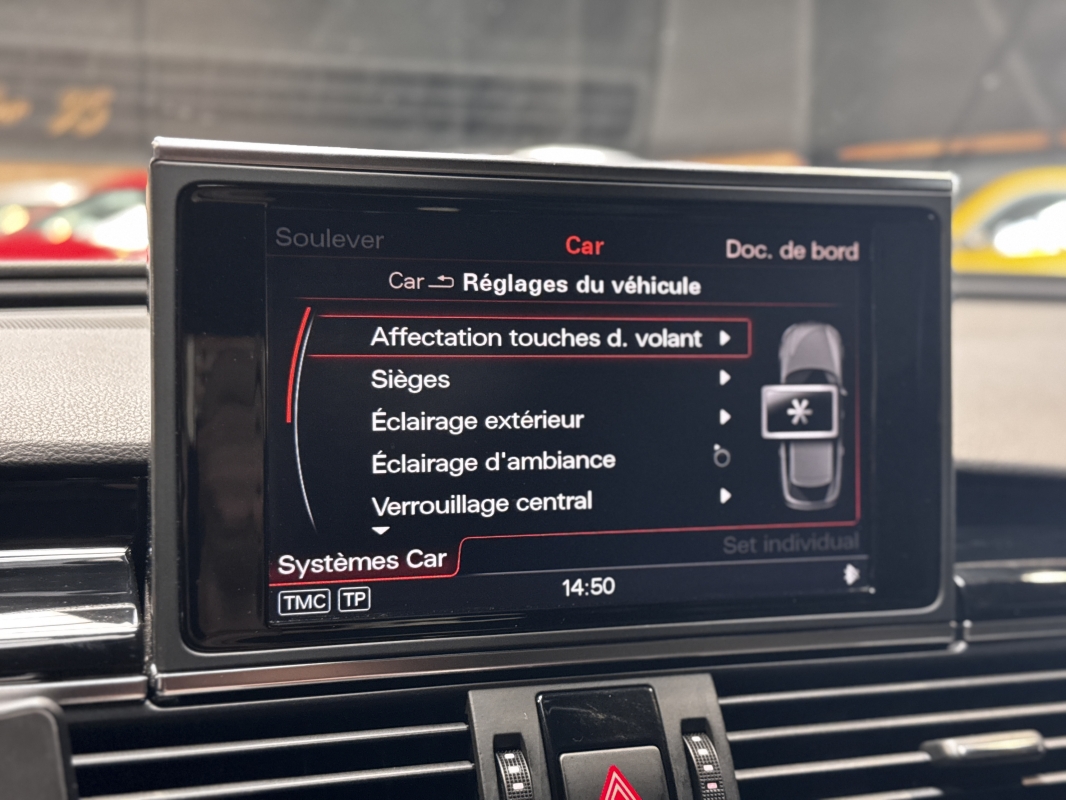 Soulever
Car
Doc. de bord
Car Réglages du véhicule
Affectation touches d. volant
Sièges
Éclairage extérieur
Éclairage d'ambiance
Verrouillage central
Systèmes Car
Set individual
TMC TP
14:50